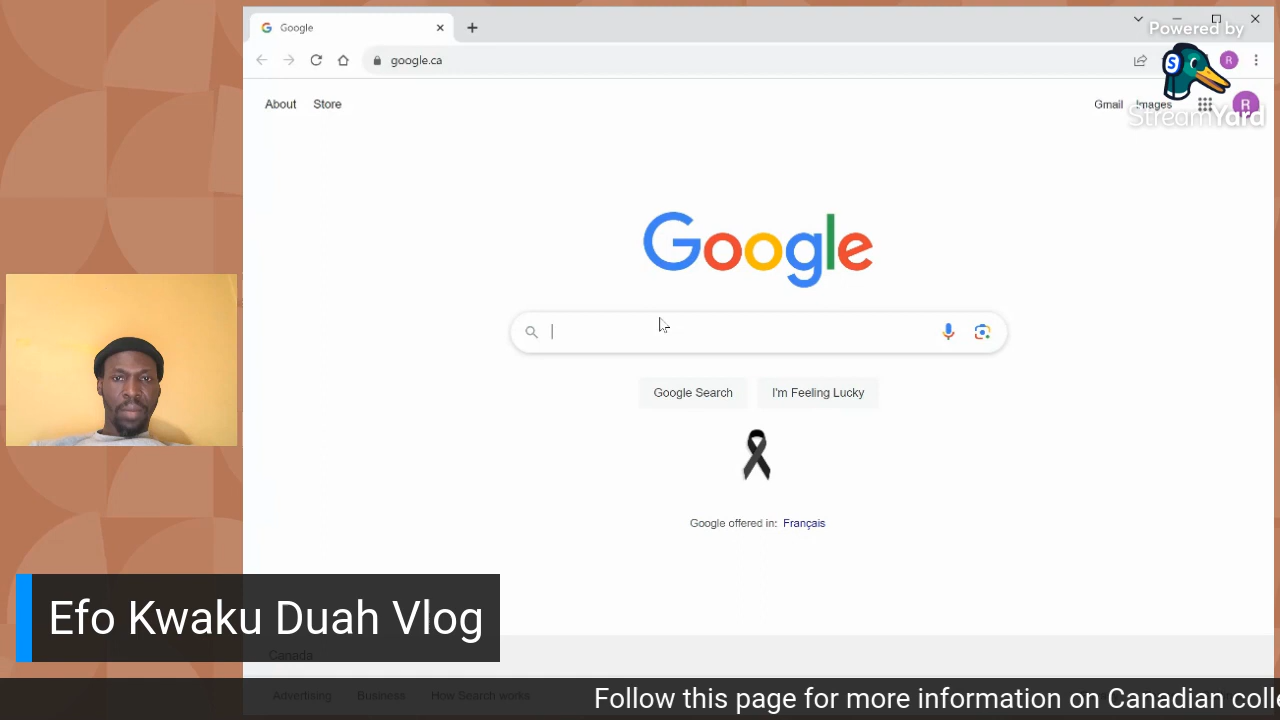 Google
google.ca
Powered by
StreamYard
R
About Store
Gmail Images
R
Google
Google Search I'm Feeling Lucky
Google offered in: Français
Efo Kwaku Duah Vlog
Canada
Advertising Business How Search works
Follow this page for more information on Canadian colle